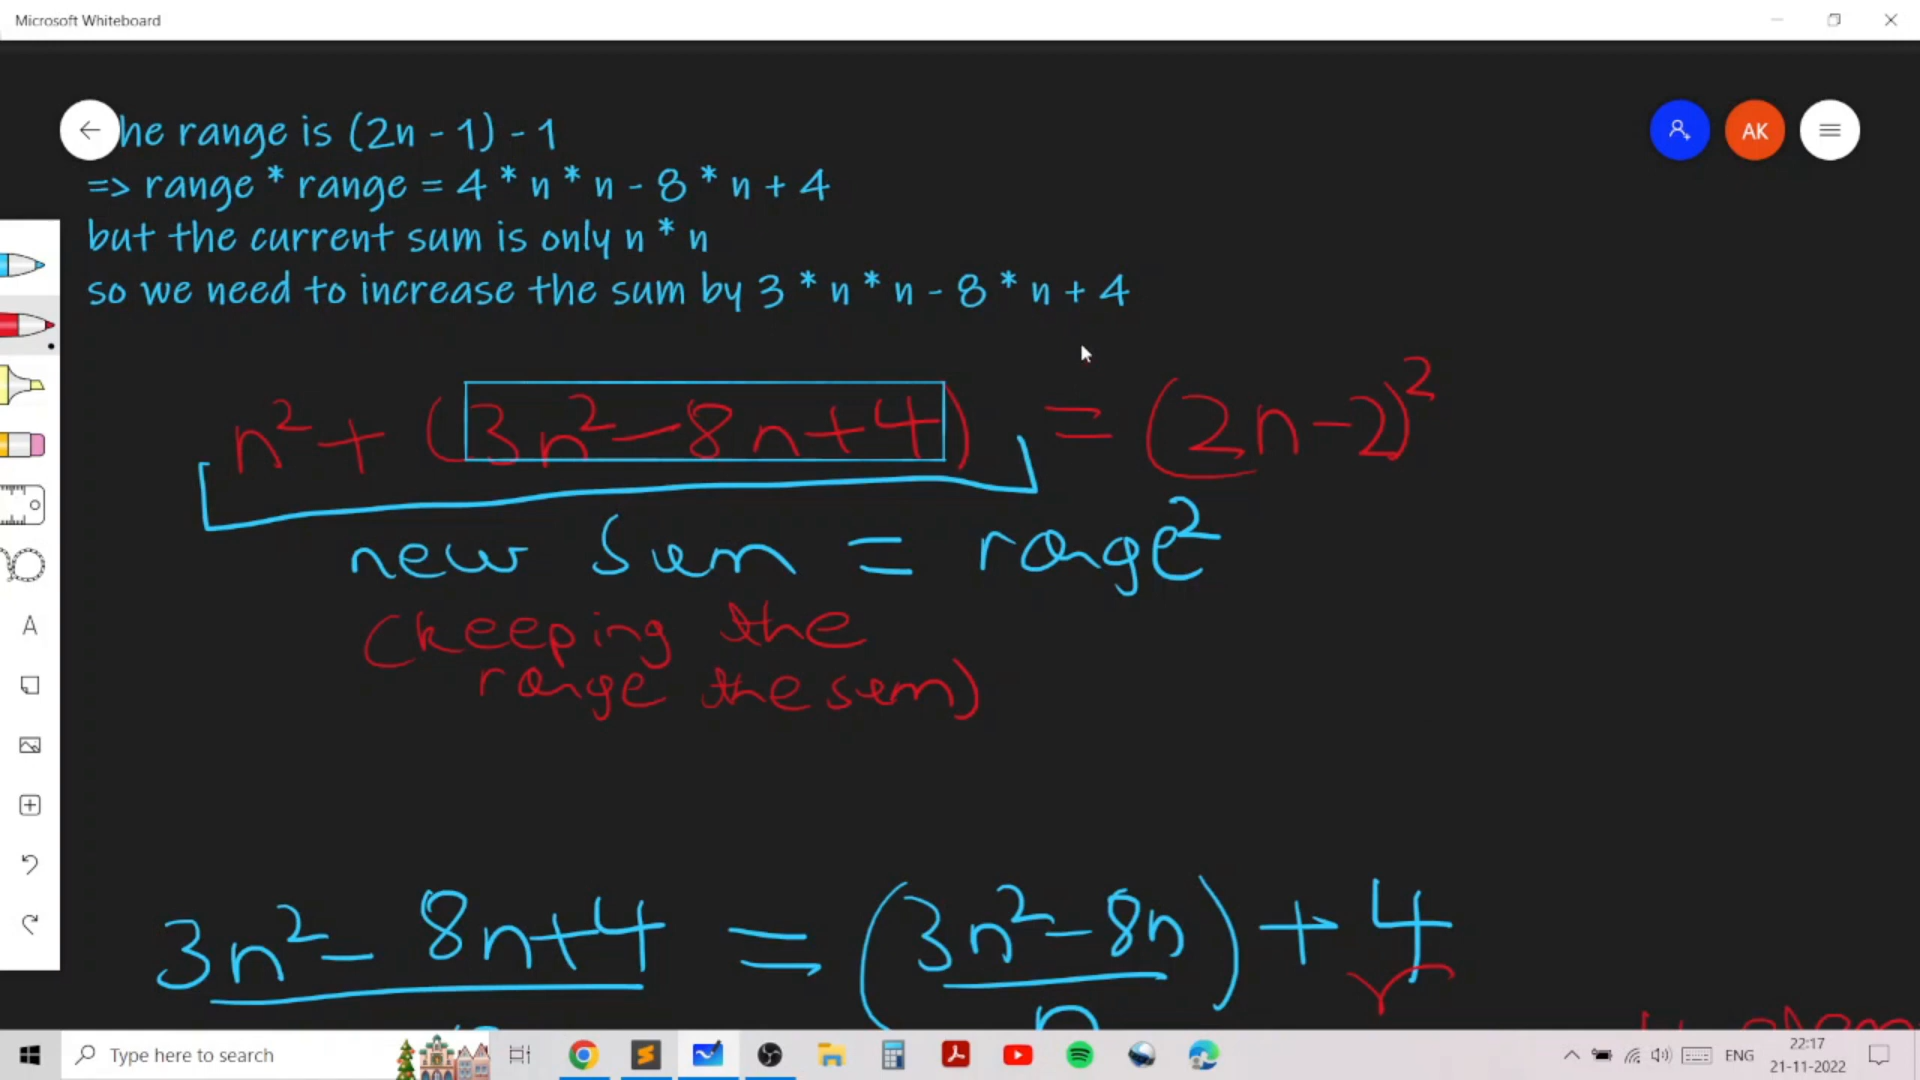 Microsoft Whiteboard
he range is (2n - 1) - 1
AK
=> range * range = 4 * n * n - 8 * n + 4
but the current sum is only n * n
so we need to increase the sum by 3 * n * n - 8 * n + 4
n² + (3n² - 8n + 4) = (2n - 2)²
new sum = range²
(keeping the
range the sum)
A
3n² - 8n + 4 = (3n² - 8n) + 4
n
Type here to search
ENG
22:17
21-11-2022